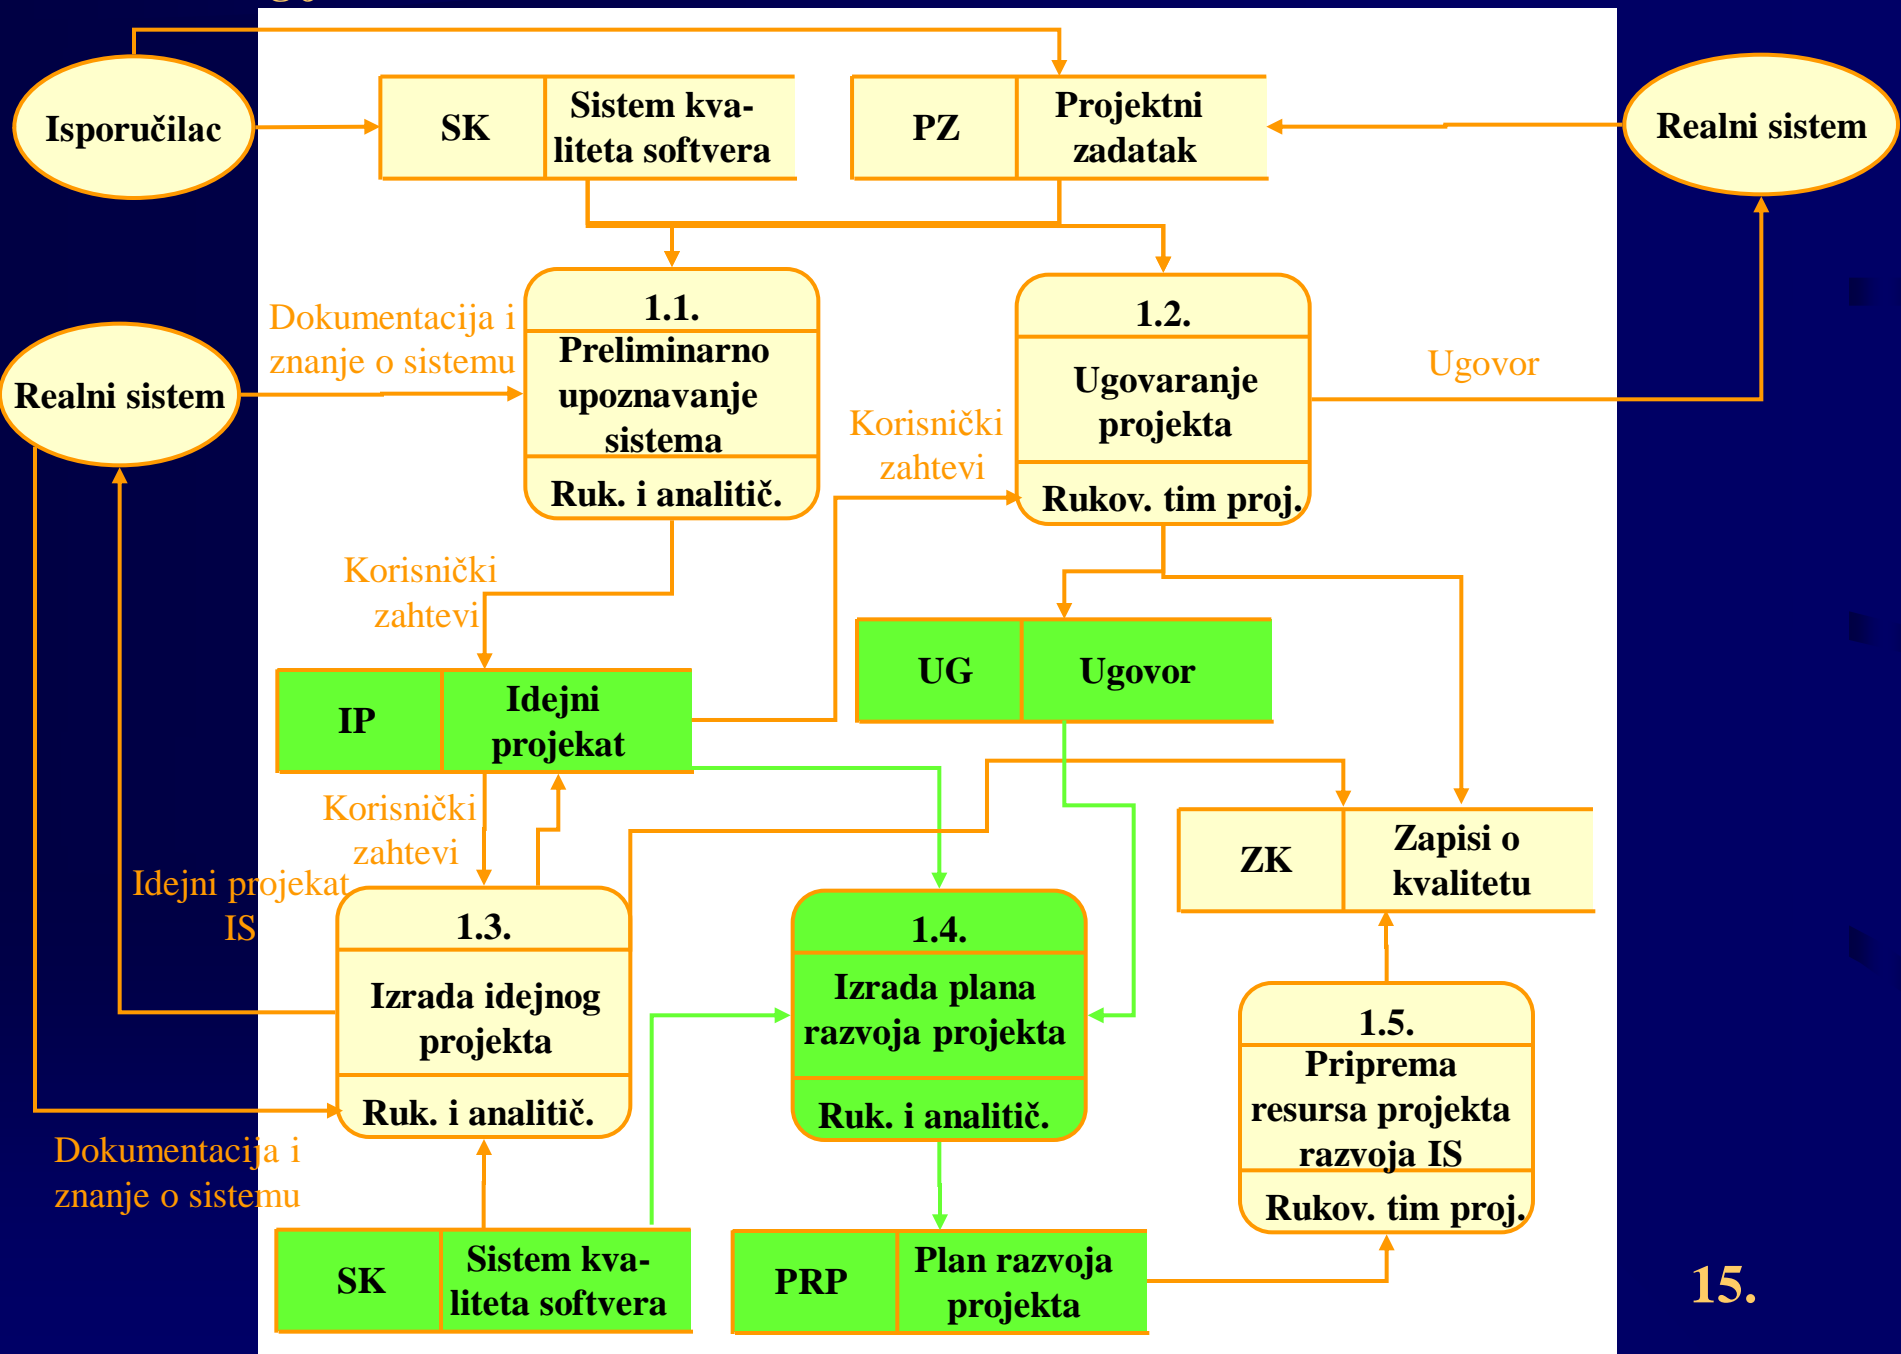 Isporučilac
SK
Sistem kva-
liteta softvera
PZ
Projektni
zadatak
Realni sistem
Dokumentacija i
znanje o sistemu
Realni sistem
1.1.
Preliminarno
upoznavanje
sistema
Ruk. i analitič.
1.2.
Ugovaranje
projekta
Rukov. tim proj.
Ugovor
Korisnički
zahtevi
Korisnički
zahtevi
UG
Ugovor
IP
Idejni
projekat
Korisnički
zahtevi
ZK
Zapisi o
kvalitetu
Idejni projekat
IS
1.3.
Izrada idejnog
projekta
Ruk. i analitič.
1.4.
Izrada plana
razvoja projekta
Ruk. i analitič.
1.5.
Priprema
resursa projekta
razvoja IS
Rukov. tim proj.
Dokumentacija i
znanje o sistemu
SK
Sistem kva-
liteta softvera
PRP
Plan razvoja
projekta
15.